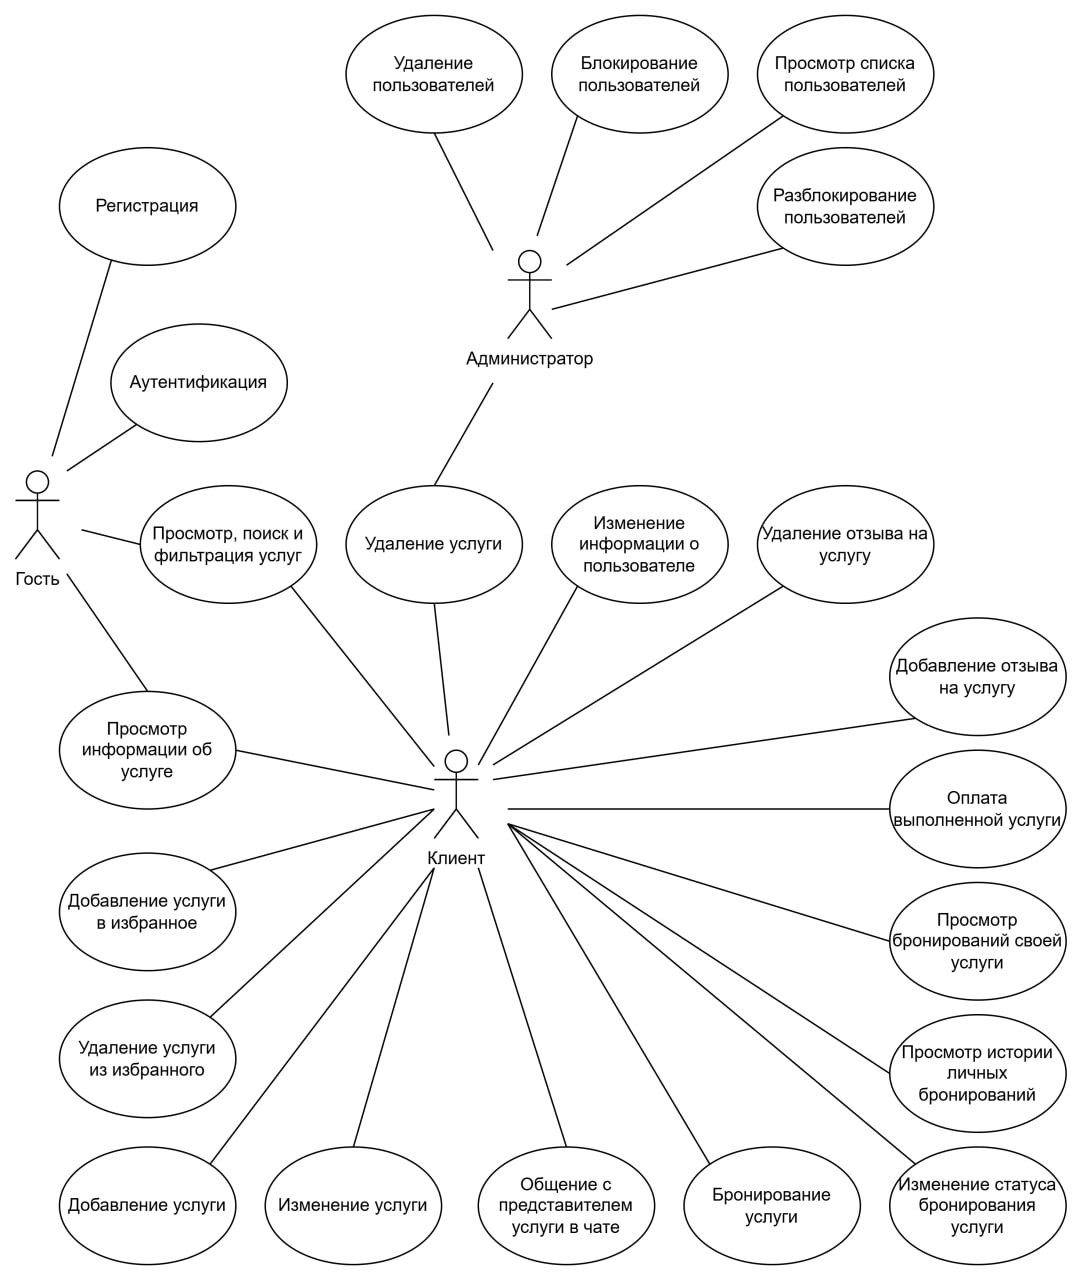 Удаление
пользователей
Блокирование
пользователей
Просмотр списка
пользователей
Регистрация
Разблокирование
пользователей
Администратор
Аутентификация
Гость
Просмотр, поиск и
фильтрация услуг
Удаление услуги
Изменение
информации о
пользователе
Удаление отзыва на
услугу
Добавление отзыва
на услугу
Просмотр
информации об
услуге
Клиент
Оплата
выполненной услуги
Добавление услуги
в избранное
Просмотр
бронирований своей
услуги
Удаление услуги
из избранного
Просмотр истории
личных
бронирований
Добавление услуги
Изменение услуги
Общение с
представителем
услуги в чате
Бронирование
услуги
Изменение статуса
бронирования
услуги